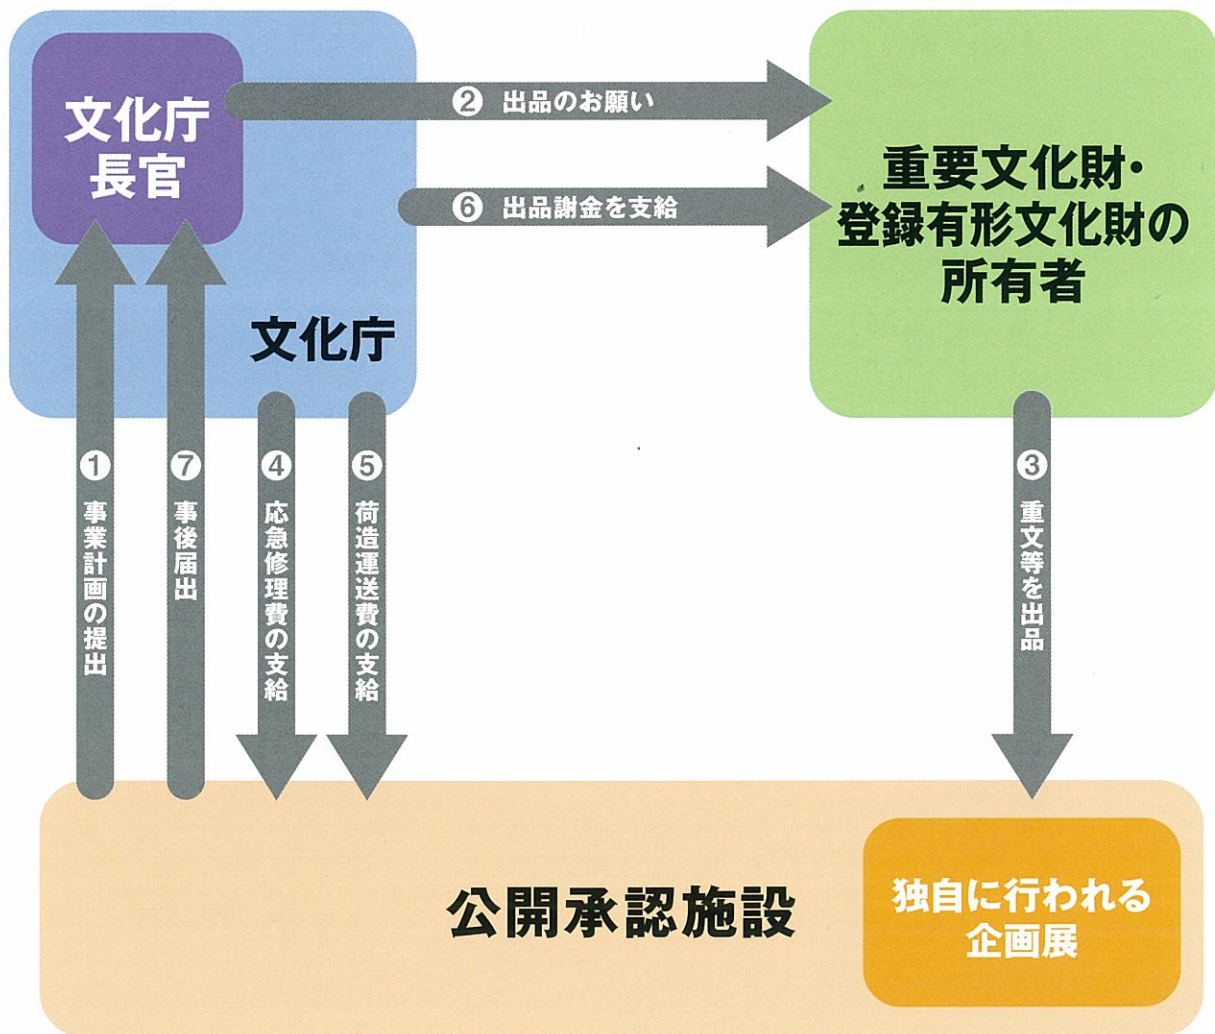 文化庁
長官
② 出品のお願い
⑥ 出品謝金を支給
重要文化財・
登録有形文化財の
所有者
文化庁
① 事業計画の提出
⑦ 事後届出
④ 応急修理費の支給
⑤ 荷造運送費の支給
③ 重文等を出品
公開承認施設
独自に行われる
企画展